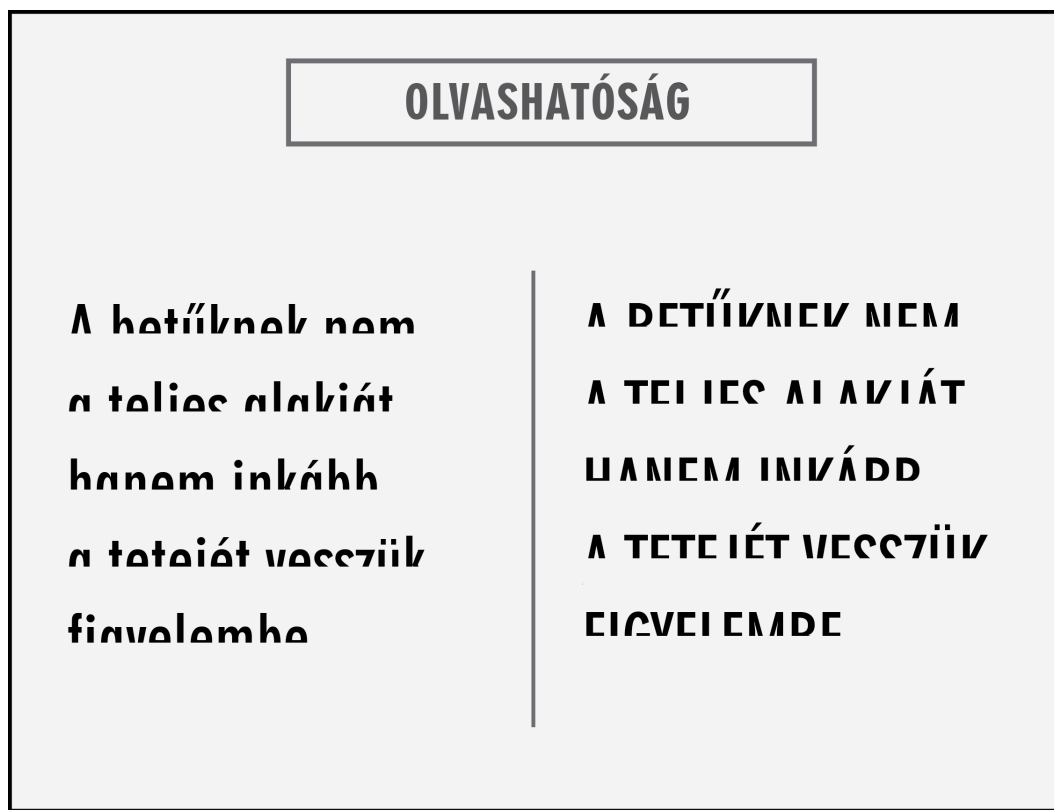 OLVASHATÓSÁG
A betűknek nem
a teljes alakját
hanem inkább
a tetejét vesszük
figyelembe
A BETŰKNEK NEM
A TELJES ALAKJÁT
HANEM INKÁBB
A TETEJÉT VESSZÜK
FIGYELEMBE